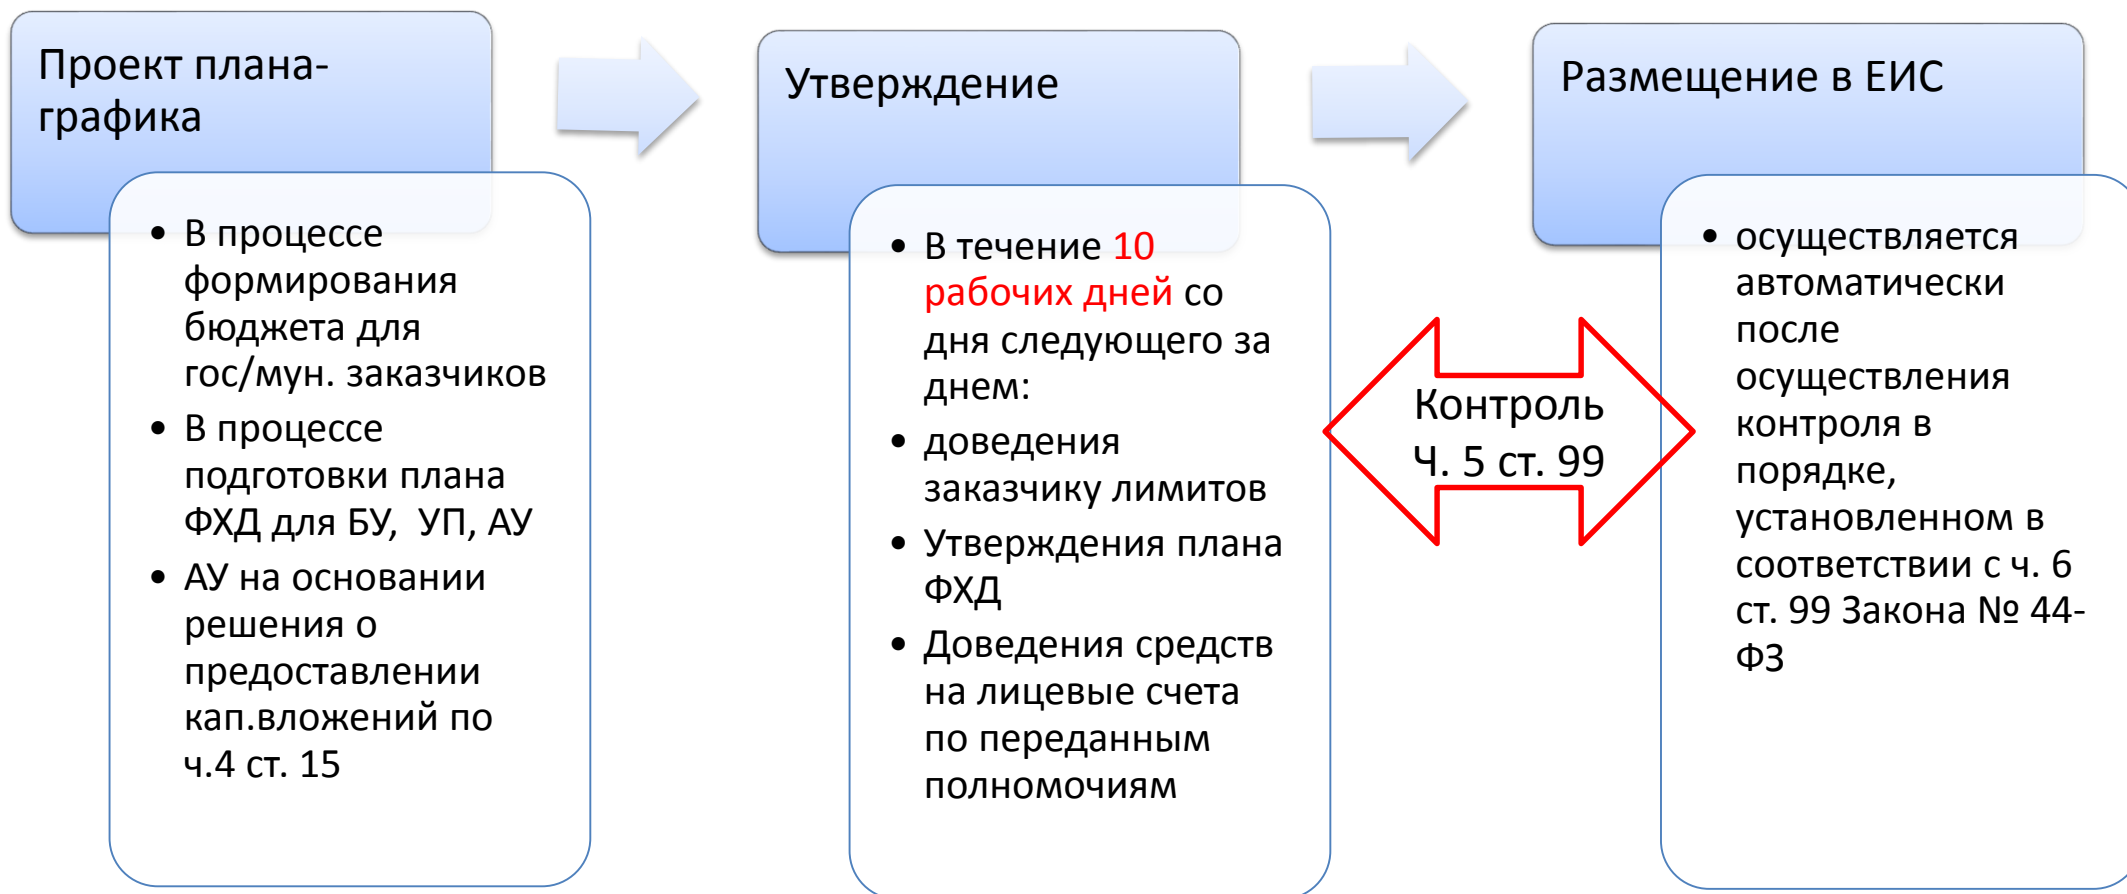 Проект плана-
графика
• В процессе
формирования
бюджета для
гос/мун. заказчиков
• В процессе
подготовки плана
ФХД для БУ, УП, АУ
• АУ на основании
решения о
предоставлении
кап.вложений по
ч.4 ст. 15
Утверждение
• В течение 10
рабочих дней со
дня следующего за
днем:
• доведения
заказчику лимитов
• Утверждения плана
ФХД
• Доведения средств
на лицевые счета
по переданным
полномочиям
Контроль
Ч. 5 ст. 99
Размещение в ЕИС
• осуществляется
автоматически
после
осуществления
контроля в
порядке,
установленном в
соответствии с ч. 6
ст. 99 Закона № 44-
ФЗ